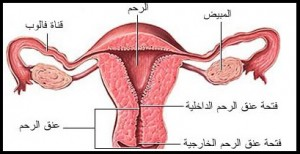 الرحم
المبيض
قناة فالوب
فتحة عنق الرحم الداخلية
عنق الرحم
فتحة عنق الرحم الخارجية